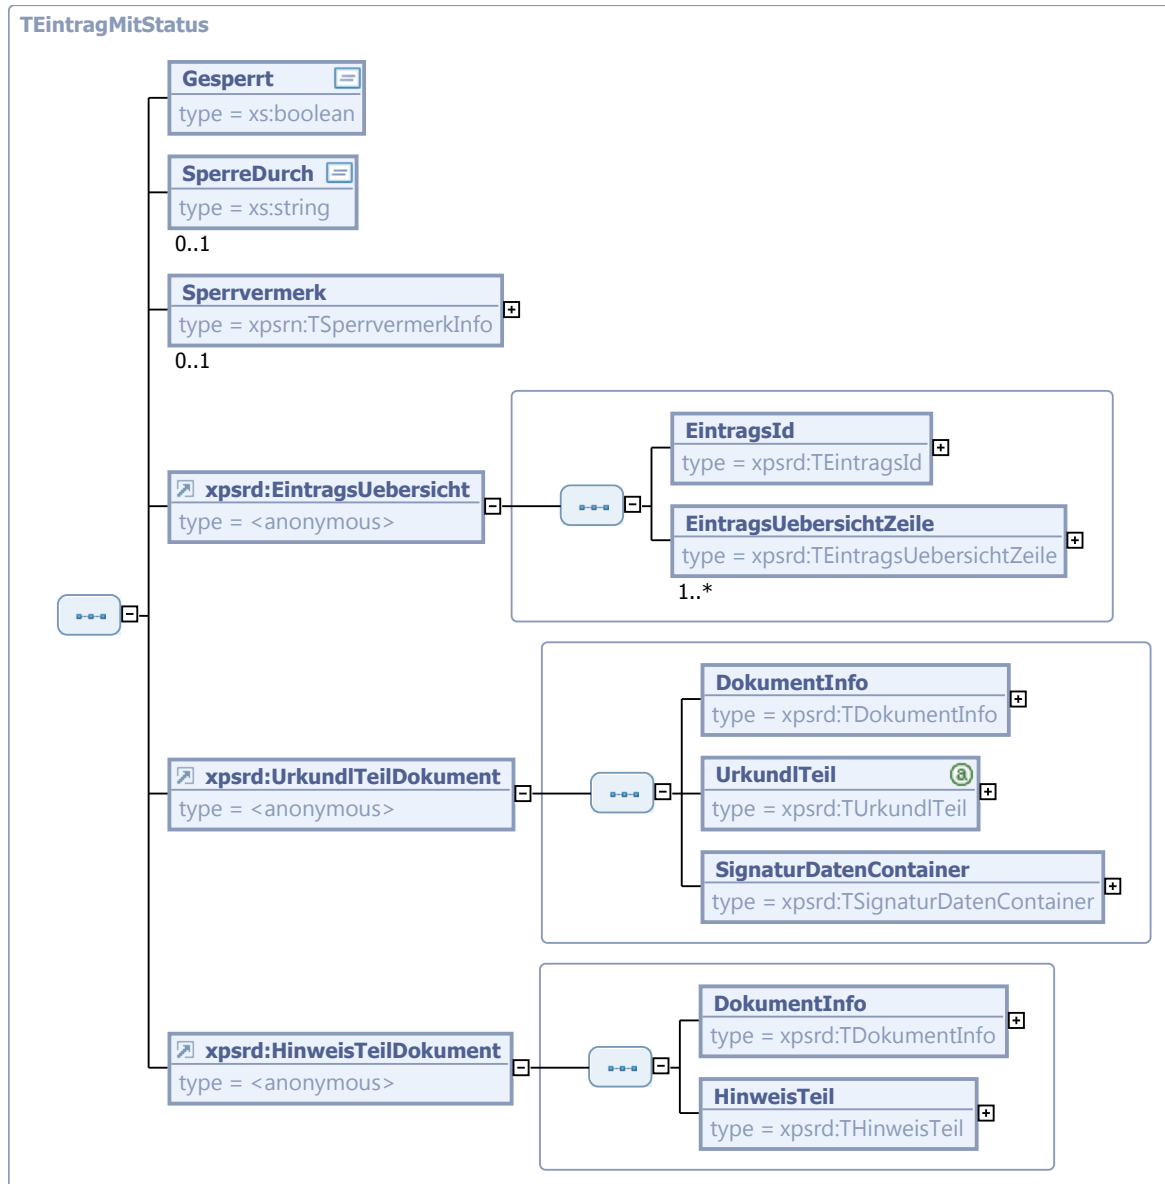 TEintragMitStatus
Gesperrt
type = xs:boolean
SperreDurch
type = xs:string
0..1
Sperrvermerk
type = xpsrn:TSperrvermerkInfo
0..1
xpsrd:EintragsUebersicht
type = <anonymous>
EintragsId
type = xpsrd:TEintragsId
EintragsUebersichtZeile
type = xpsrd:TEintragsUebersichtZeile
1..*
xpsrd:UrkundlTeilDokument
type = <anonymous>
DokumentInfo
type = xpsrd:TDokumentInfo
UrkundlTeil
type = xpsrd:TUrkundlTeil
SignaturDatenContainer
type = xpsrd:TSignaturDatenContainer
xpsrd:HinweisTeilDokument
type = <anonymous>
DokumentInfo
type = xpsrd:TDokumentInfo
HinweisTeil
type = xpsrd:THinweisTeil